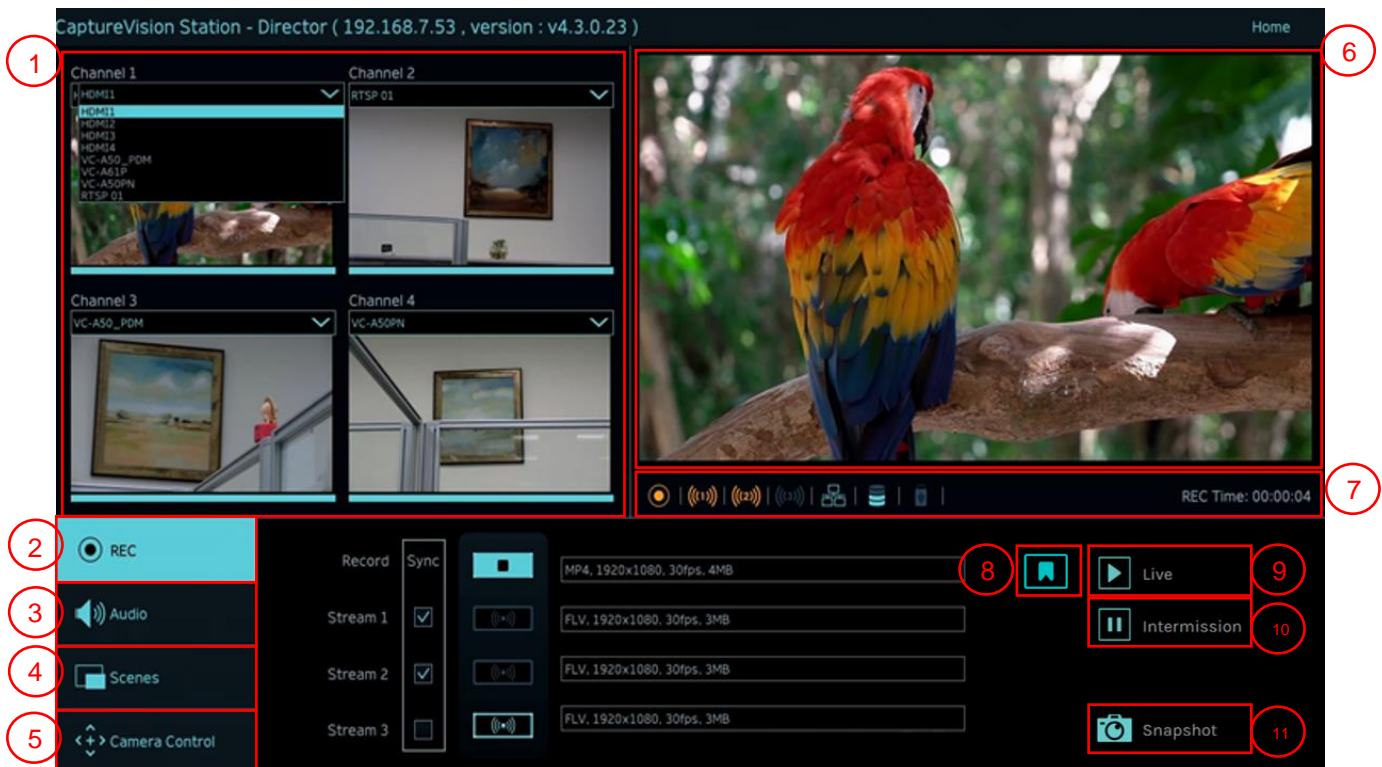 CaptureVision Station - Director ( 192.168.7.53 , version : v4.3.0.23 )
Home
1
6
Channel 1
Channel 2
HDMI1
RTSP 01
HDMI1
HDMI2
HDMI3
HDMI4
VC-A50_PDM
VC-A61P
VC-A50PN
RTSP 01
Channel 3
Channel 4
VC-A50_PDM
VC-A50PN
7
((1)) | ((2)) | ((3))
REC Time: 00:00:04
2
REC
Record
Sync
MP4, 1920x1080, 30fps, 4MB
8
Live
9
3
Audio
Stream 1
FLV, 1920x1080, 30fps, 3MB
Intermission
10
4
Scenes
Stream 2
FLV, 1920x1080, 30fps, 3MB
5
Camera Control
Stream 3
FLV, 1920x1080, 30fps, 3MB
Snapshot
11